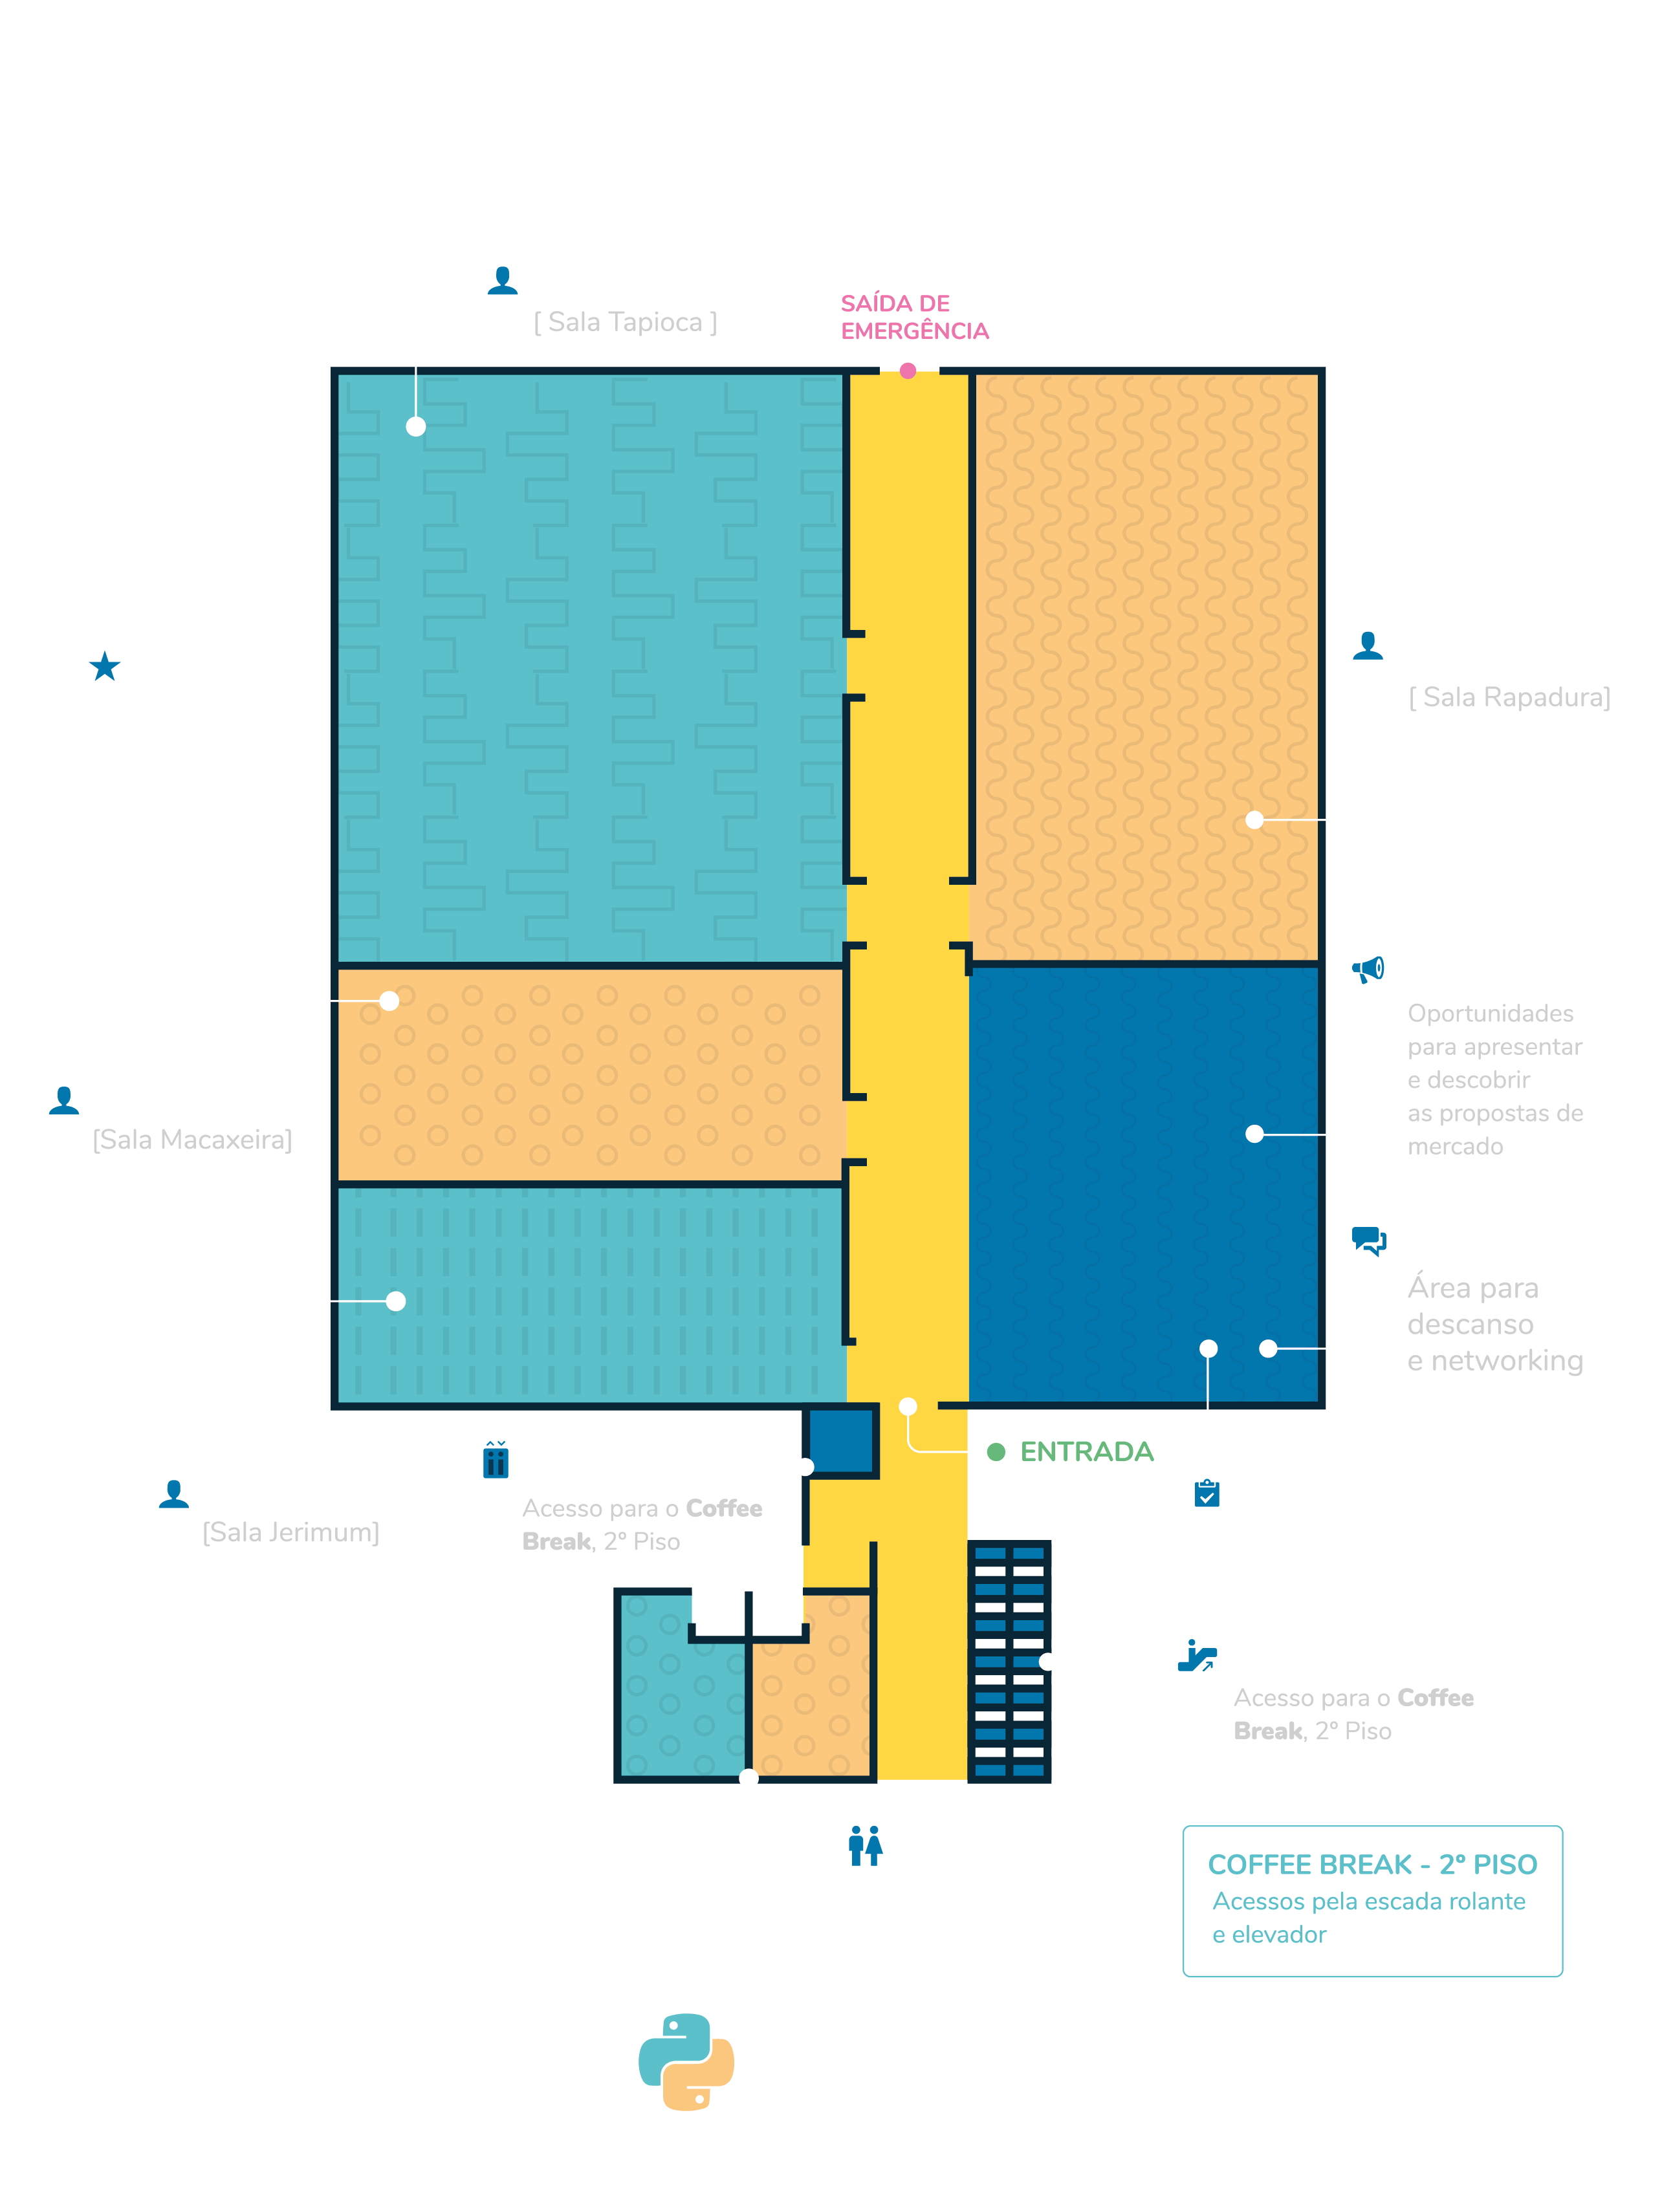 [ Sala Tapioca ]
SAÍDA DE
EMERGÊNCIA
[ Sala Rapadura]
Oportunidades
para apresentar
e descobrir
as propostas de
mercado
[Sala Macaxeira]
Área para
descanso
e networking
ENTRADA
Acesso para o Coffee
Break, 2º Piso
[Sala Jerimum]
Acesso para o Coffee
Break, 2º Piso
COFFEE BREAK - 2º PISO
Acessos pela escada rolante
e elevador